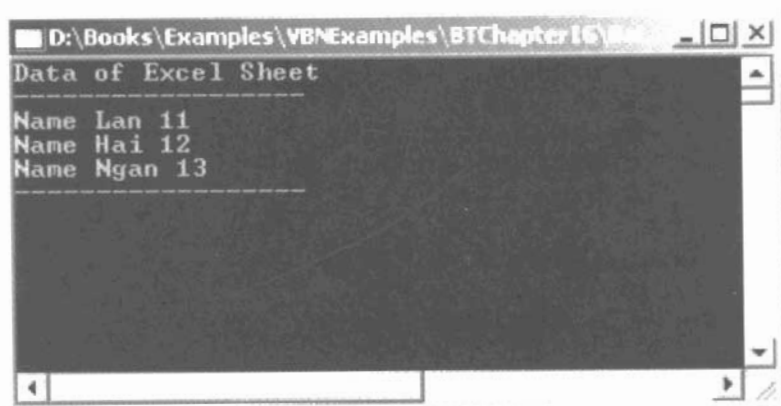 D:\Books\Examples\VBNExamples\BTChapter16\
Data of Excel Sheet
--------------------
Name Lan 11
Name Hai 12
Name Ngan 13
--------------------